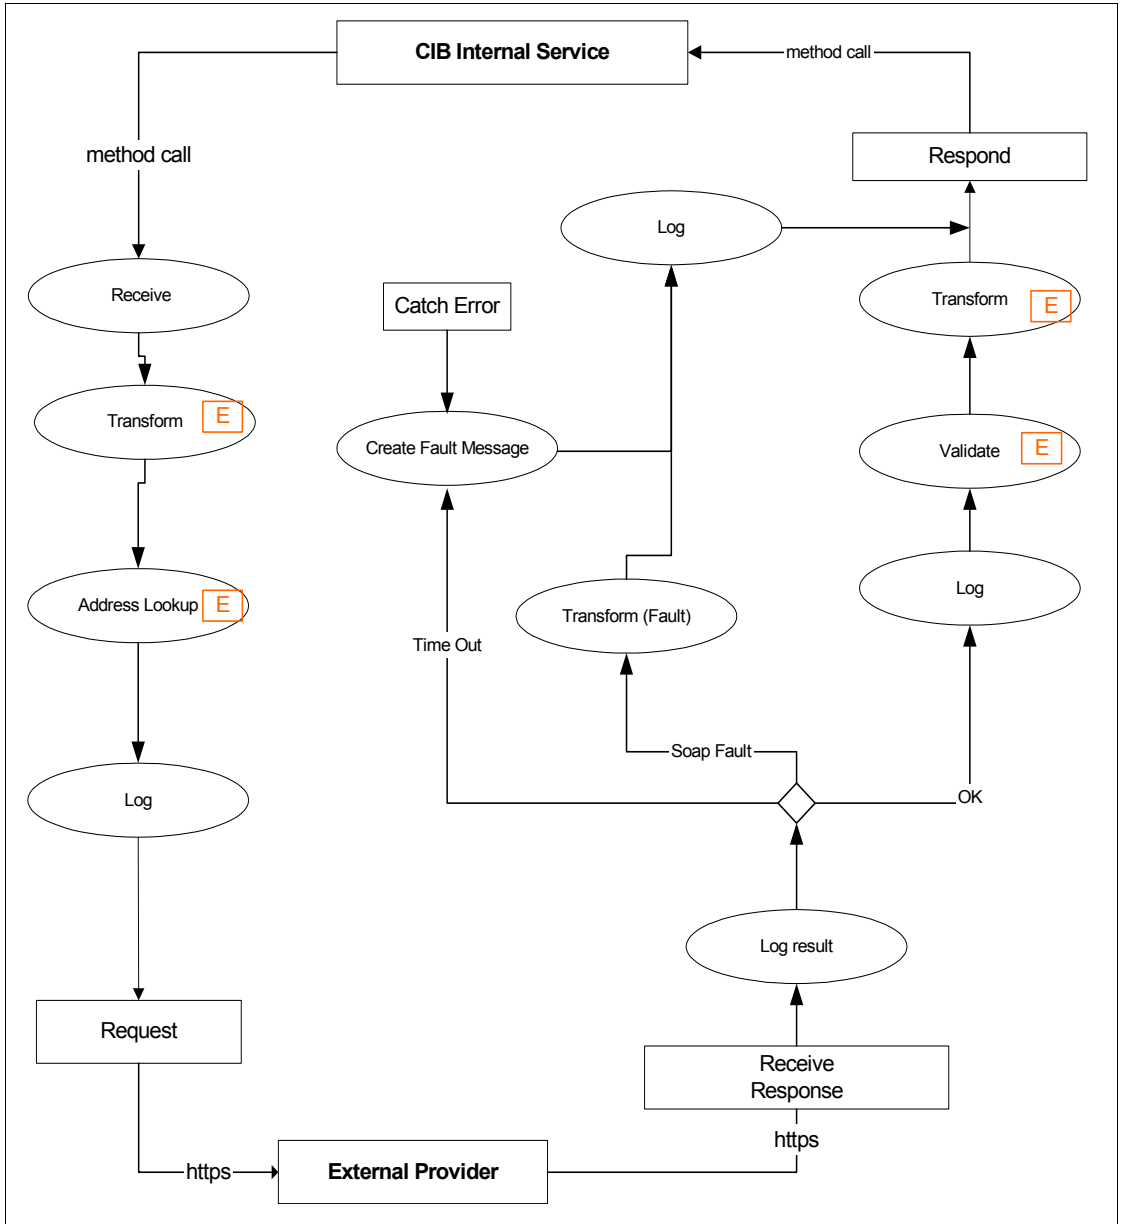 CIB Internal Service
method call
method call
Respond
Log
Receive
Transform
E
Catch Error
Transform
E
Create Fault Message
Validate
E
Address Lookup
E
Transform (Fault)
Log
Time Out
Soap Fault
OK
Log
Log result
Request
Receive
Response
https
https
External Provider